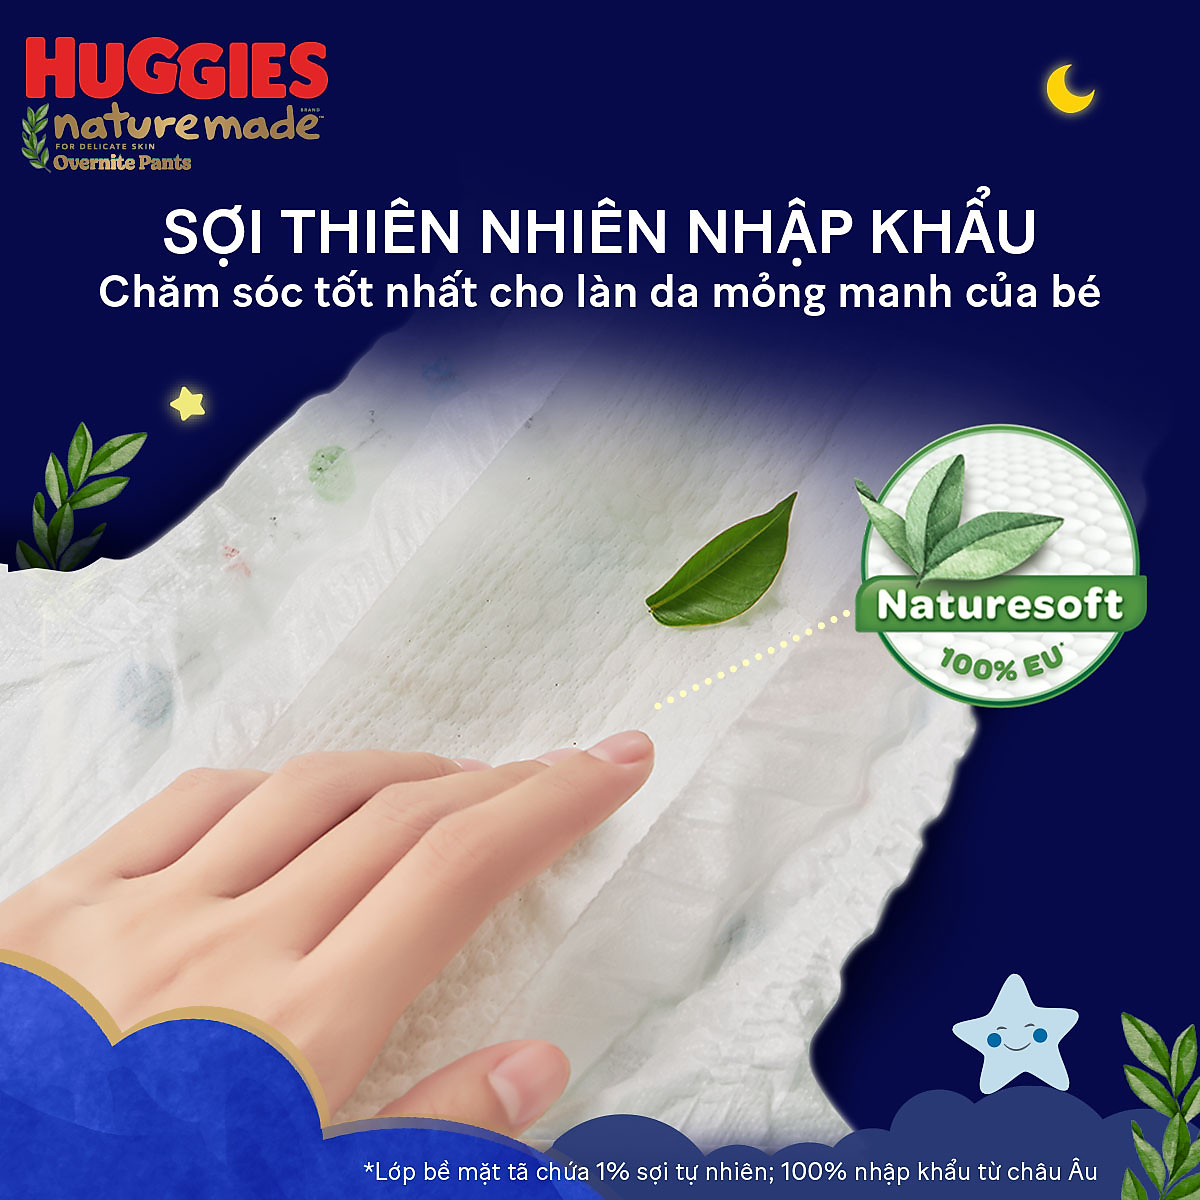 HUGGIES
nature made™
BRAND
FOR DELICATE SKIN
Overnite Pants
SỢI THIÊN NHIÊN NHẬP KHẨU
Chăm sóc tốt nhất cho làn da mỏng manh của bé
Naturesoft
100% EU*
*Lớp bề mặt tã chứa 1% sợi tự nhiên; 100% nhập khẩu từ châu Âu